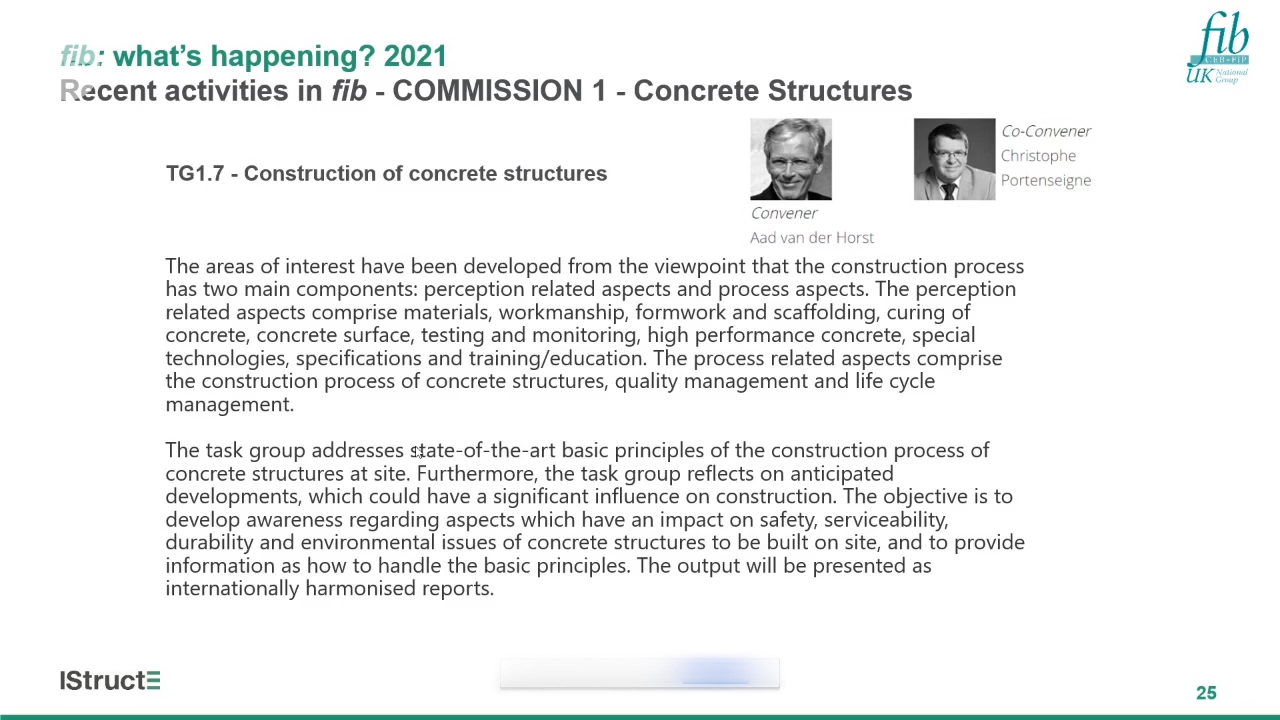 fib: what's happening? 2021
Recent activities in fib - COMMISSION 1 - Concrete Structures
fib
CEB-FIP
UK National Group
TG1.7 - Construction of concrete structures
Convener
Aad van der Horst
Co-Convener
Christophe
Portenseigne
The areas of interest have been developed from the viewpoint that the construction process
has two main components: perception related aspects and process aspects. The perception
related aspects comprise materials, workmanship, formwork and scaffolding, curing of
concrete, concrete surface, testing and monitoring, high performance concrete, special
technologies, specifications and training/education. The process related aspects comprise
the construction process of concrete structures, quality management and life cycle
management.
The task group addresses state-of-the-art basic principles of the construction process of
concrete structures at site. Furthermore, the task group reflects on anticipated
developments, which could have a significant influence on construction. The objective is to
develop awareness regarding aspects which have an impact on safety, serviceability,
durability and environmental issues of concrete structures to be built on site, and to provide
information as how to handle the basic principles. The output will be presented as
internationally harmonised reports.
IStructE
25